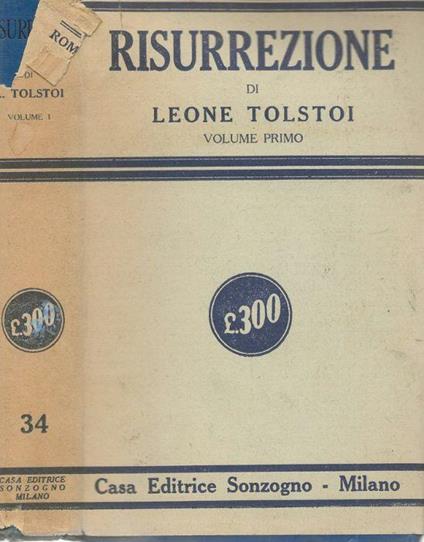 ROM
DI
TOLSTOI
VOLUME I
£.300
34
CASA EDITRICE
SONZOGNO
MILANO
RISURREZIONE
DI
LEONE TOLSTOI
VOLUME PRIMO
£.300
Casa Editrice Sonzogno - Milano